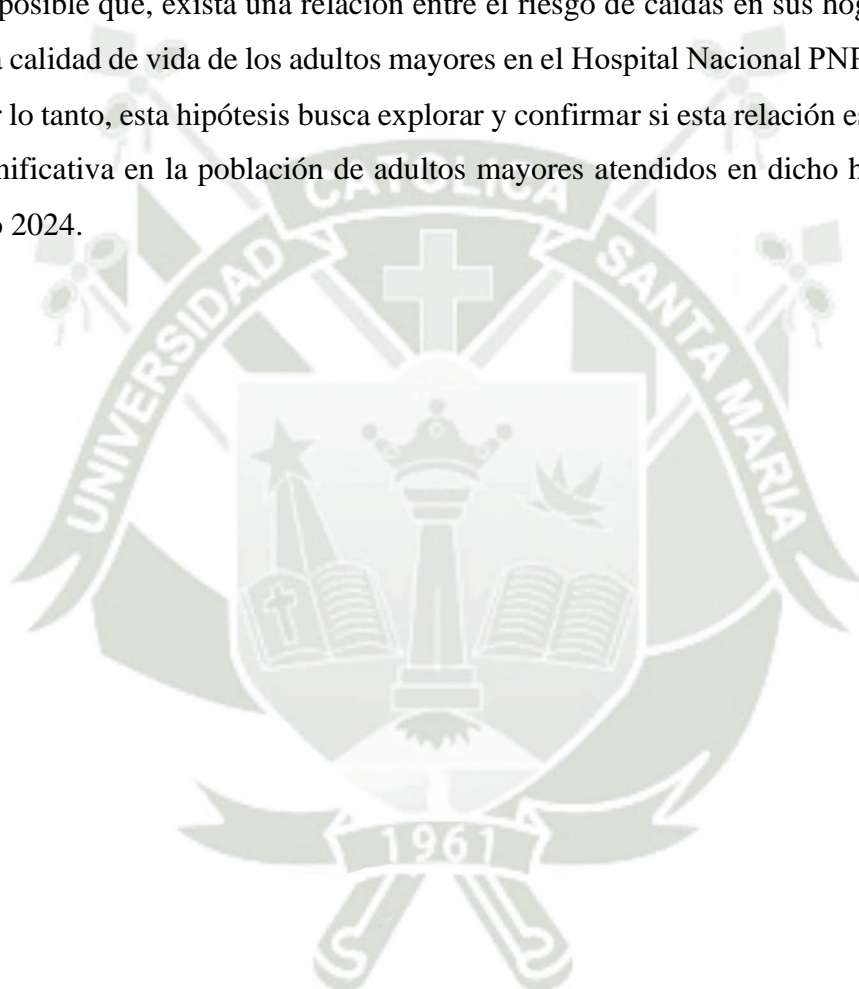 posible que, exista una relación entre el riesgo de caídas en sus hog
a calidad de vida de los adultos mayores en el Hospital Nacional PNP
r lo tanto, esta hipótesis busca explorar y confirmar si esta relación es
nificativa en la población de adultos mayores atendidos en dicho h
o 2024.
UNIVERSIDAD CATOLICA SANTA MARIA
1961